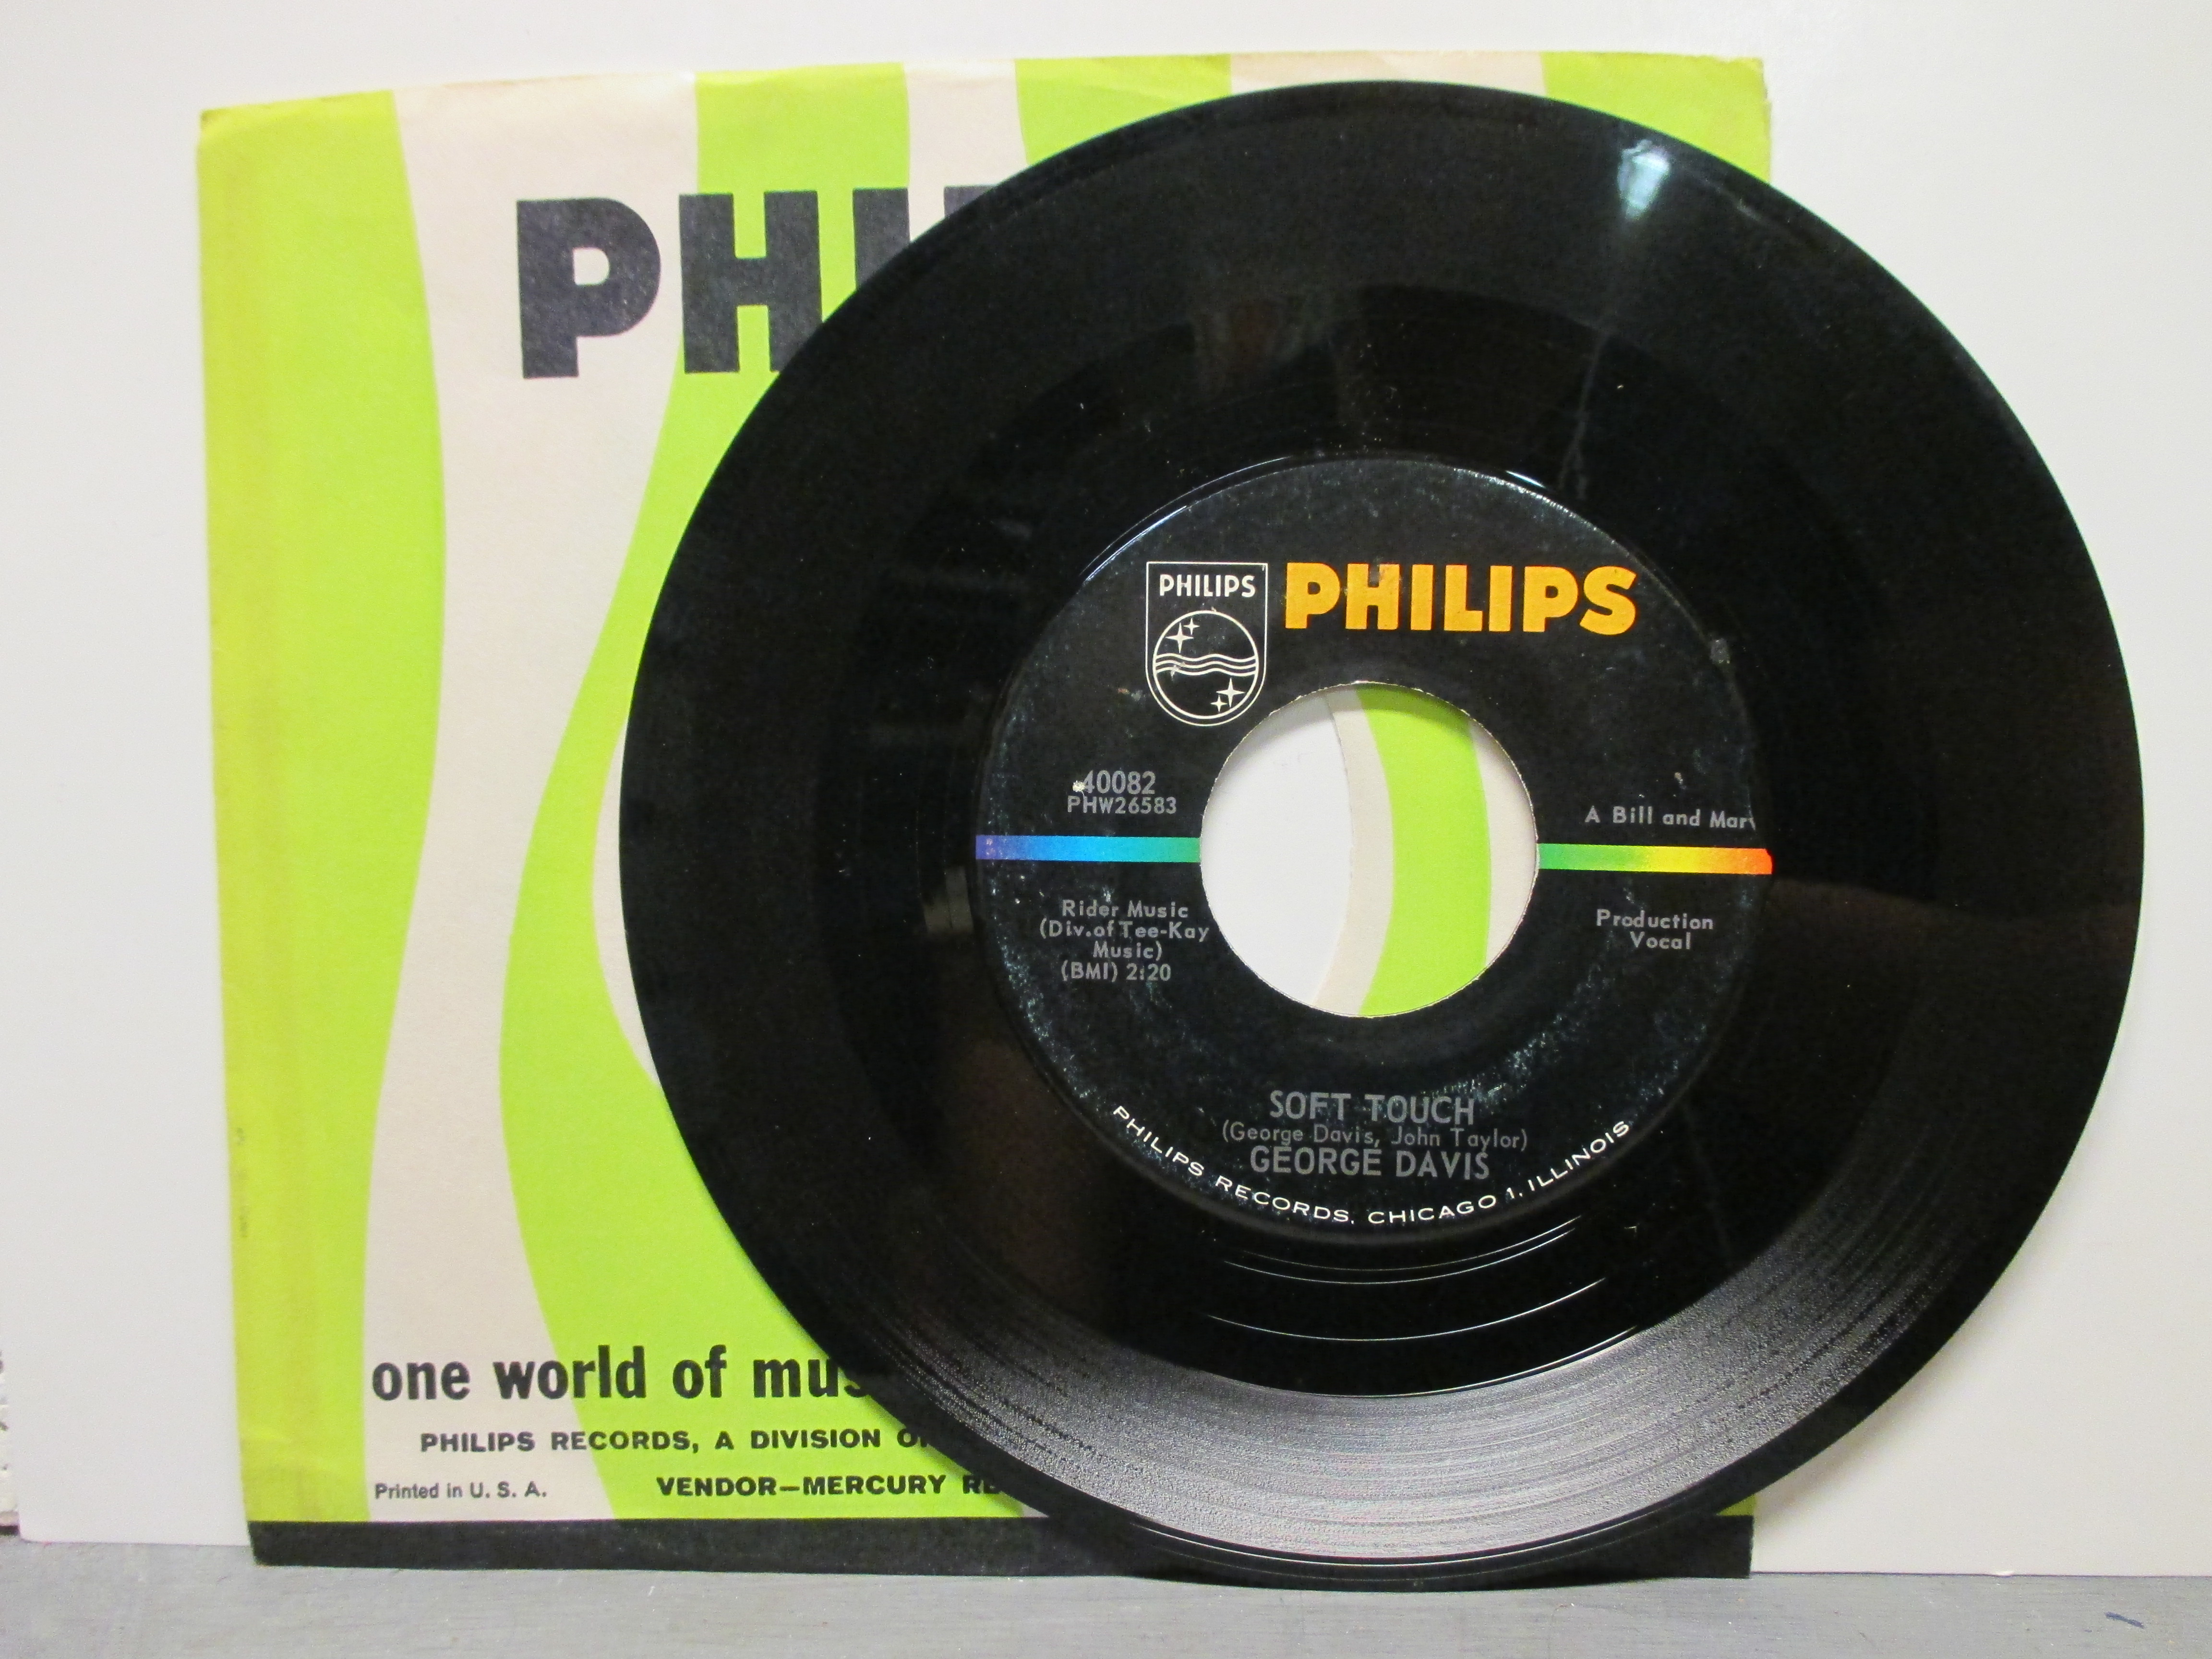 PHI
PHILIPS
PHILIPS
40082
PHW26583
A Bill and
Rider Music
(Div.of Tee-Kay
Music)
(BMI) 2:20
Production
Vocal
SOFT TOUCH
(George Davis, John Taylor)
GEORGE DAVIS
PHILIPS RECORDS, CHICAGO 1, ILLINOIS
one world of mus
PHILIPS RECORDS, A DIVISION
Printed in U. S. A.
VENDOR—MERCURY RE